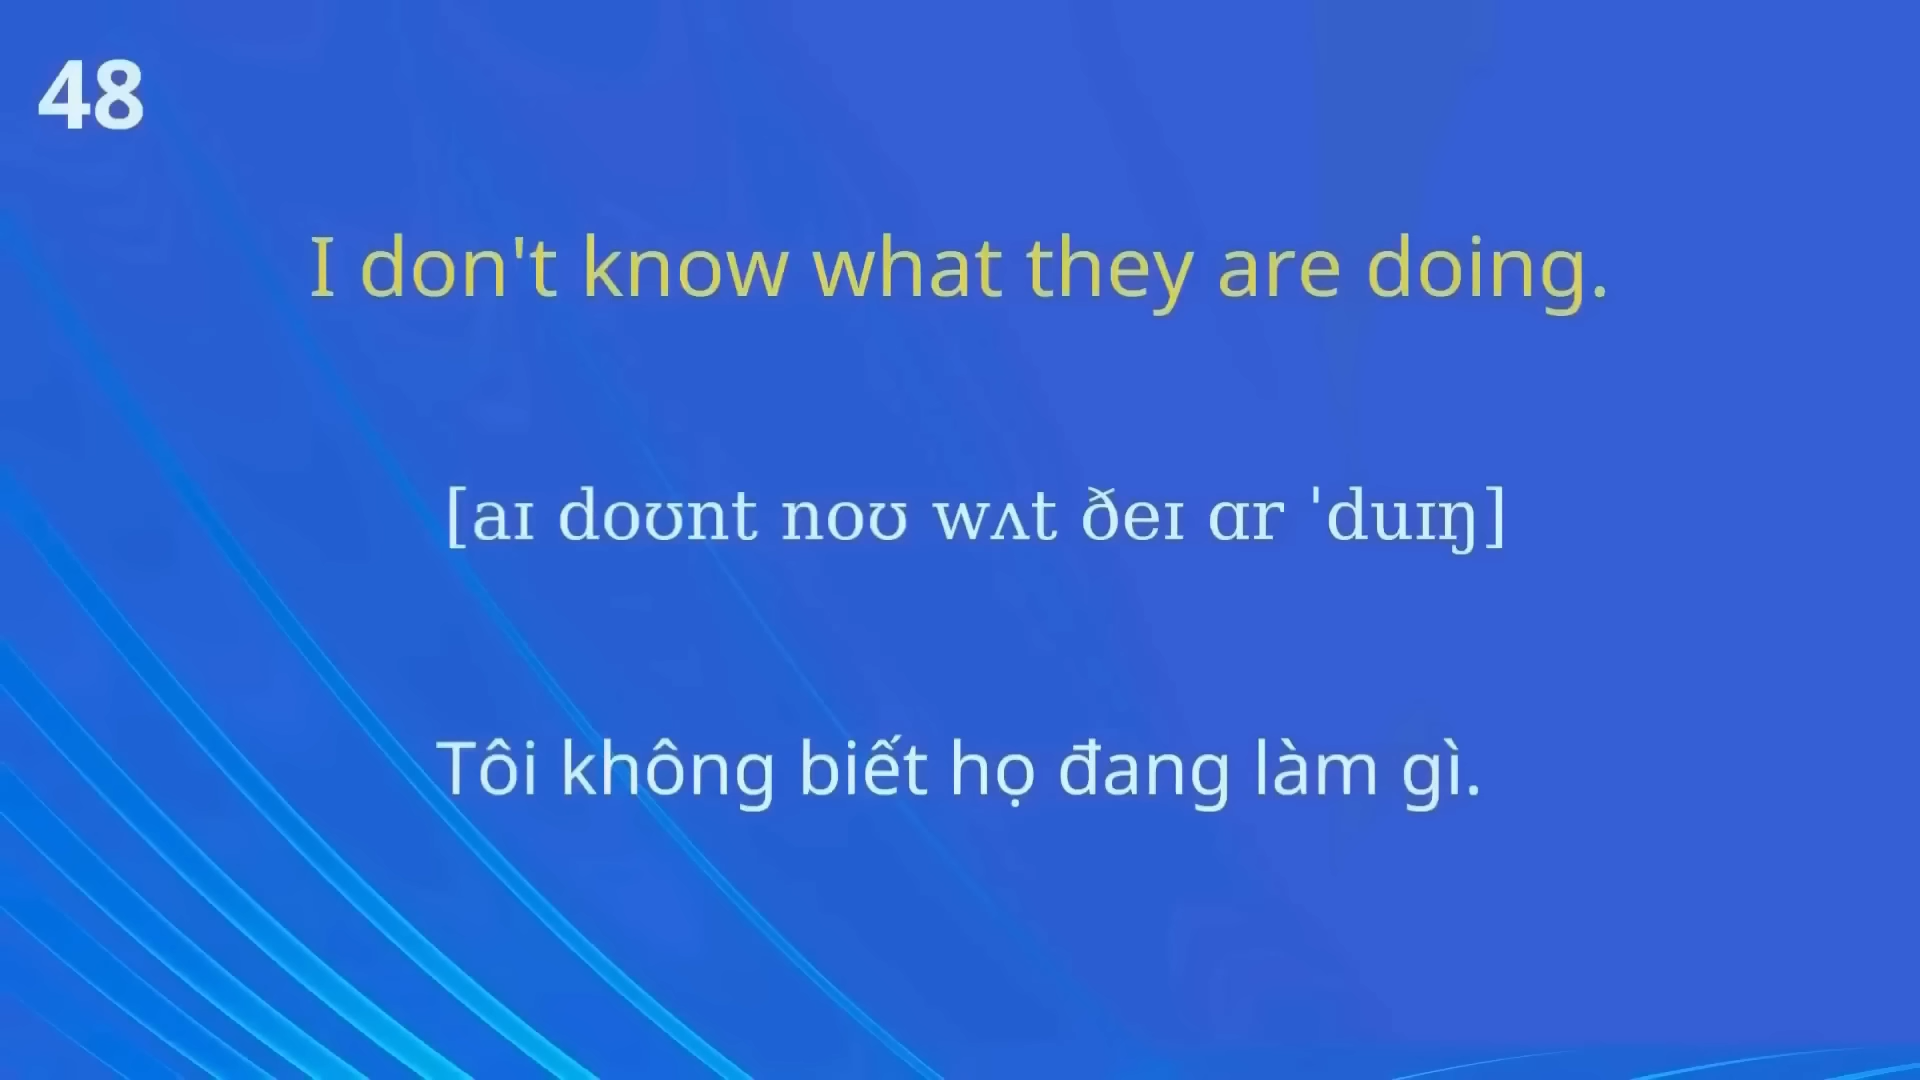 48
I don't know what they are doing.
[aɪ doʊnt noʊ wʌt ðeɪ ɑr ˈduɪŋ]
Tôi không biết họ đang làm gì.